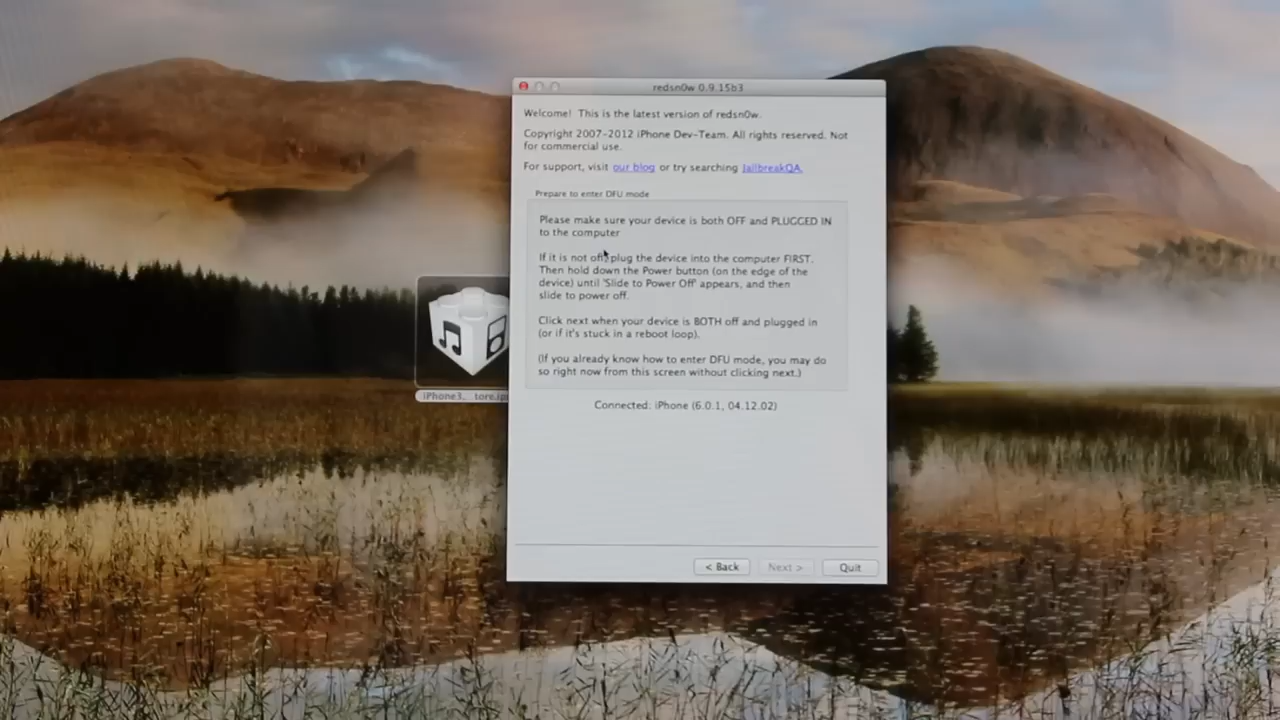 redsn0w 0.9.15b3
Welcome! This is the latest version of redsn0w.
Copyright 2007-2012 iPhone Dev-Team. All rights reserved. Not
for commercial use.
For support, visit our blog or try searching JailbreakQA.
Prepare to enter DFU mode
Please make sure your device is both OFF and PLUGGED IN
to the computer
If it is not off, plug the device into the computer FIRST.
Then hold down the Power button (on the edge of the
device) until 'Slide to Power Off' appears, and then
slide to power off.
Click next when your device is BOTH off and plugged in
(or if it's stuck in a reboot loop).
(If you already know how to enter DFU mode, you may do
so right now from this screen without clicking next.)
iPhone3... tore.ip
Connected: iPhone (6.0.1, 04.12.02)
< Back
Next >
Quit